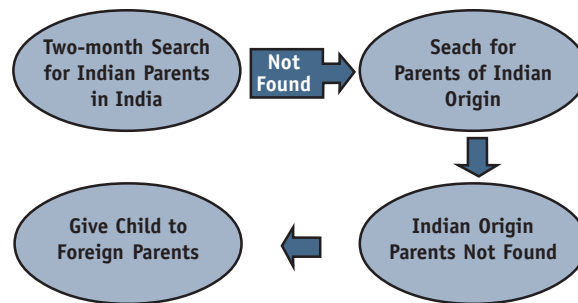 Two-month Search
for Indian Parents
in India
Not
Found
Seach for
Parents of Indian
Origin
Indian Origin
Parents Not Found
Give Child to
Foreign Parents